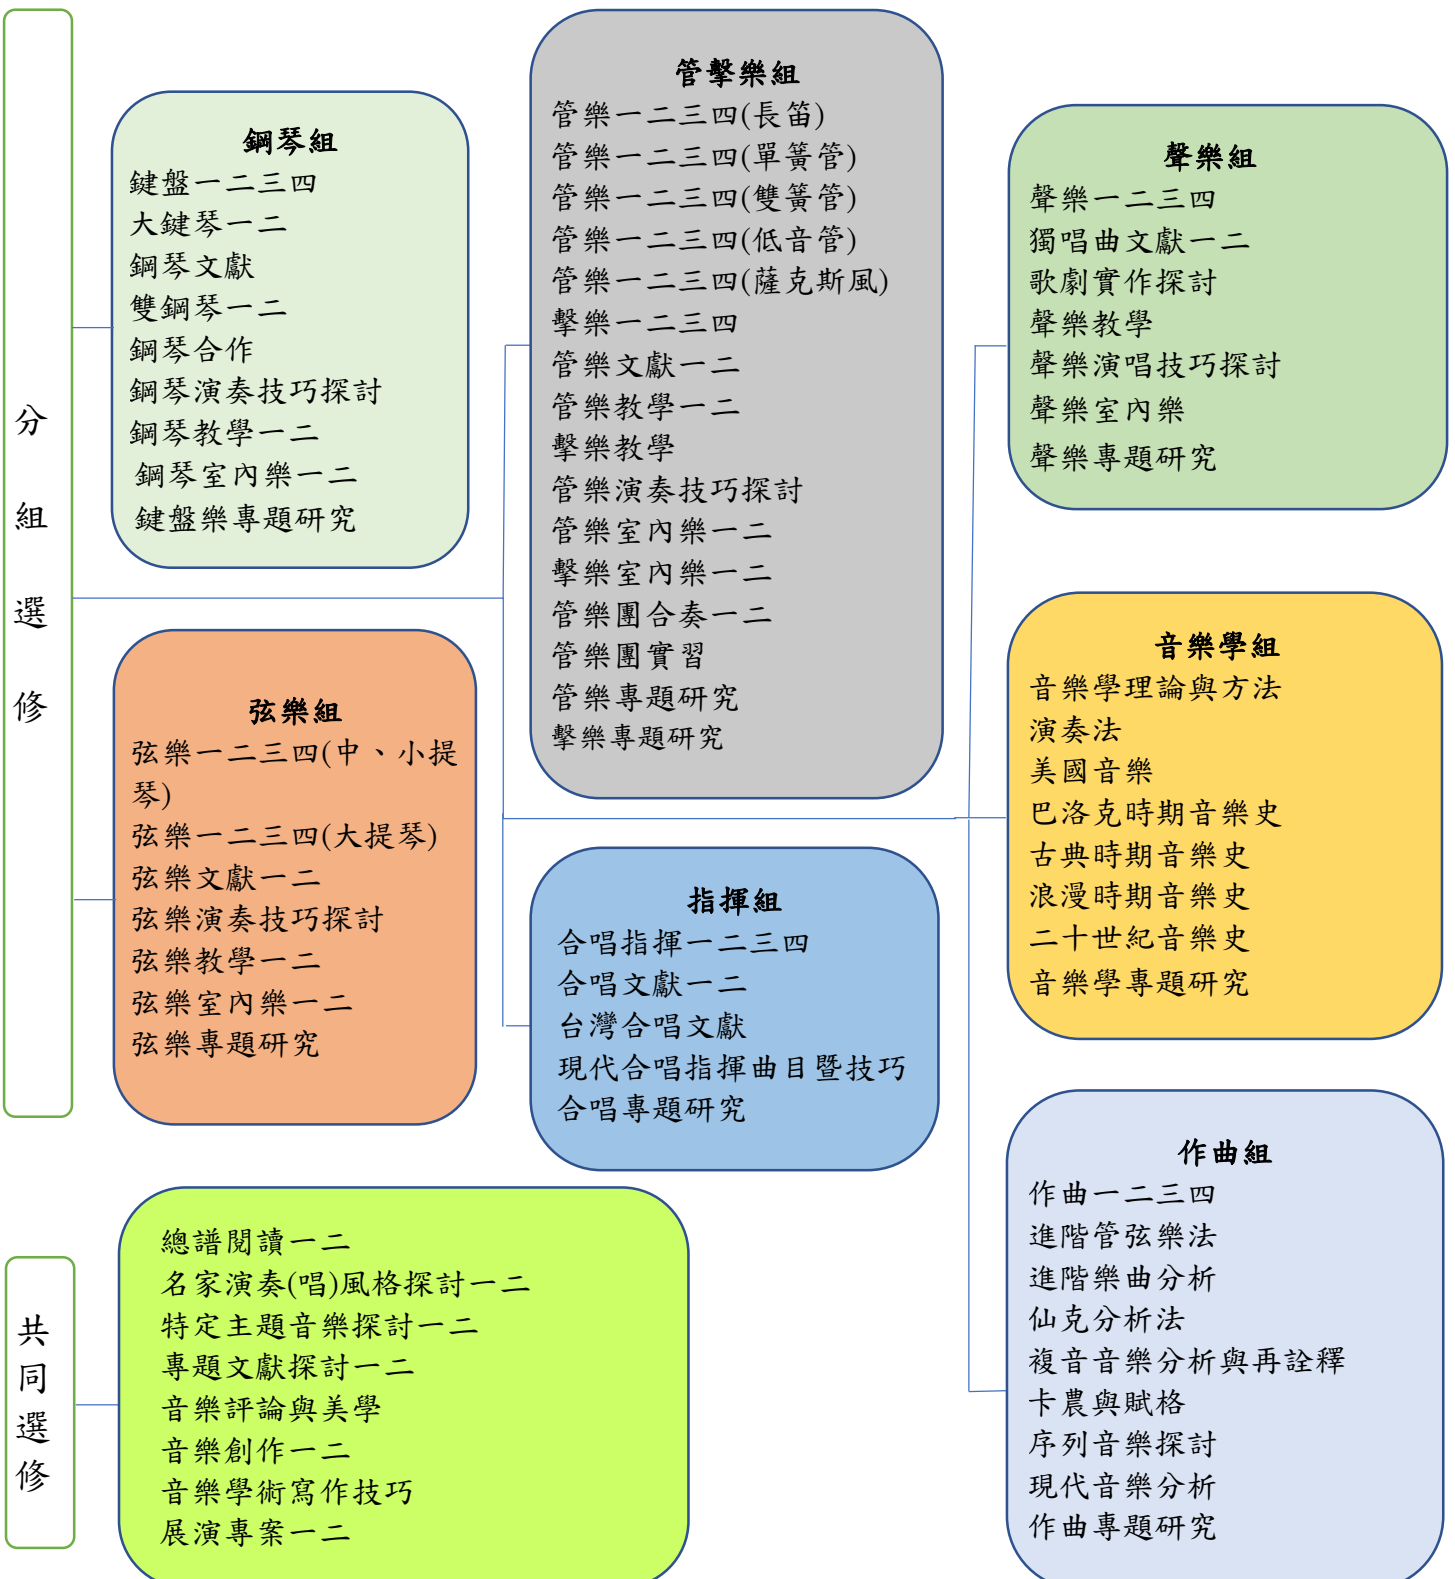 分組選修
鋼琴組
鍵盤一二三四
大鍵琴一二
鋼琴文獻
雙鋼琴一二
鋼琴合作
鋼琴演奏技巧探討
鋼琴教學一二
鋼琴室內樂一二
鍵盤樂專題研究
弦樂組
弦樂一二三四(中、小提
琴)
弦樂一二三四(大提琴)
弦樂文獻一二
弦樂演奏技巧探討
弦樂教學一二
弦樂室內樂一二
弦樂專題研究
管擊樂組
管樂一二三四(長笛)
管樂一二三四(單簧管)
管樂一二三四(雙簧管)
管樂一二三四(低音管)
管樂一二三四(薩克斯風)
擊樂一二三四
管樂文獻一二
管樂教學一二
擊樂教學
管樂演奏技巧探討
管樂室內樂一二
擊樂室內樂一二
管樂團合奏一二
管樂團實習
管樂專題研究
擊樂專題研究
指揮組
合唱指揮一二三四
合唱文獻一二
台灣合唱文獻
現代合唱指揮曲目暨技巧
合唱專題研究
聲樂組
聲樂一二三四
獨唱曲文獻一二
歌劇實作探討
聲樂教學
聲樂演唱技巧探討
聲樂室內樂
聲樂專題研究
音樂學組
音樂學理論與方法
演奏法
美國音樂
巴洛克時期音樂史
古典時期音樂史
浪漫時期音樂史
二十世紀音樂史
音樂學專題研究
作曲組
作曲一二三四
進階管弦樂法
進階樂曲分析
仙克分析法
複音音樂分析與再詮釋
卡農與賦格
序列音樂探討
現代音樂分析
作曲專題研究
共同選修
總譜閱讀一二
名家演奏(唱)風格探討一二
特定主題音樂探討一二
專題文獻探討一二
音樂評論與美學
音樂創作一二
音樂學術寫作技巧
展演專案一二